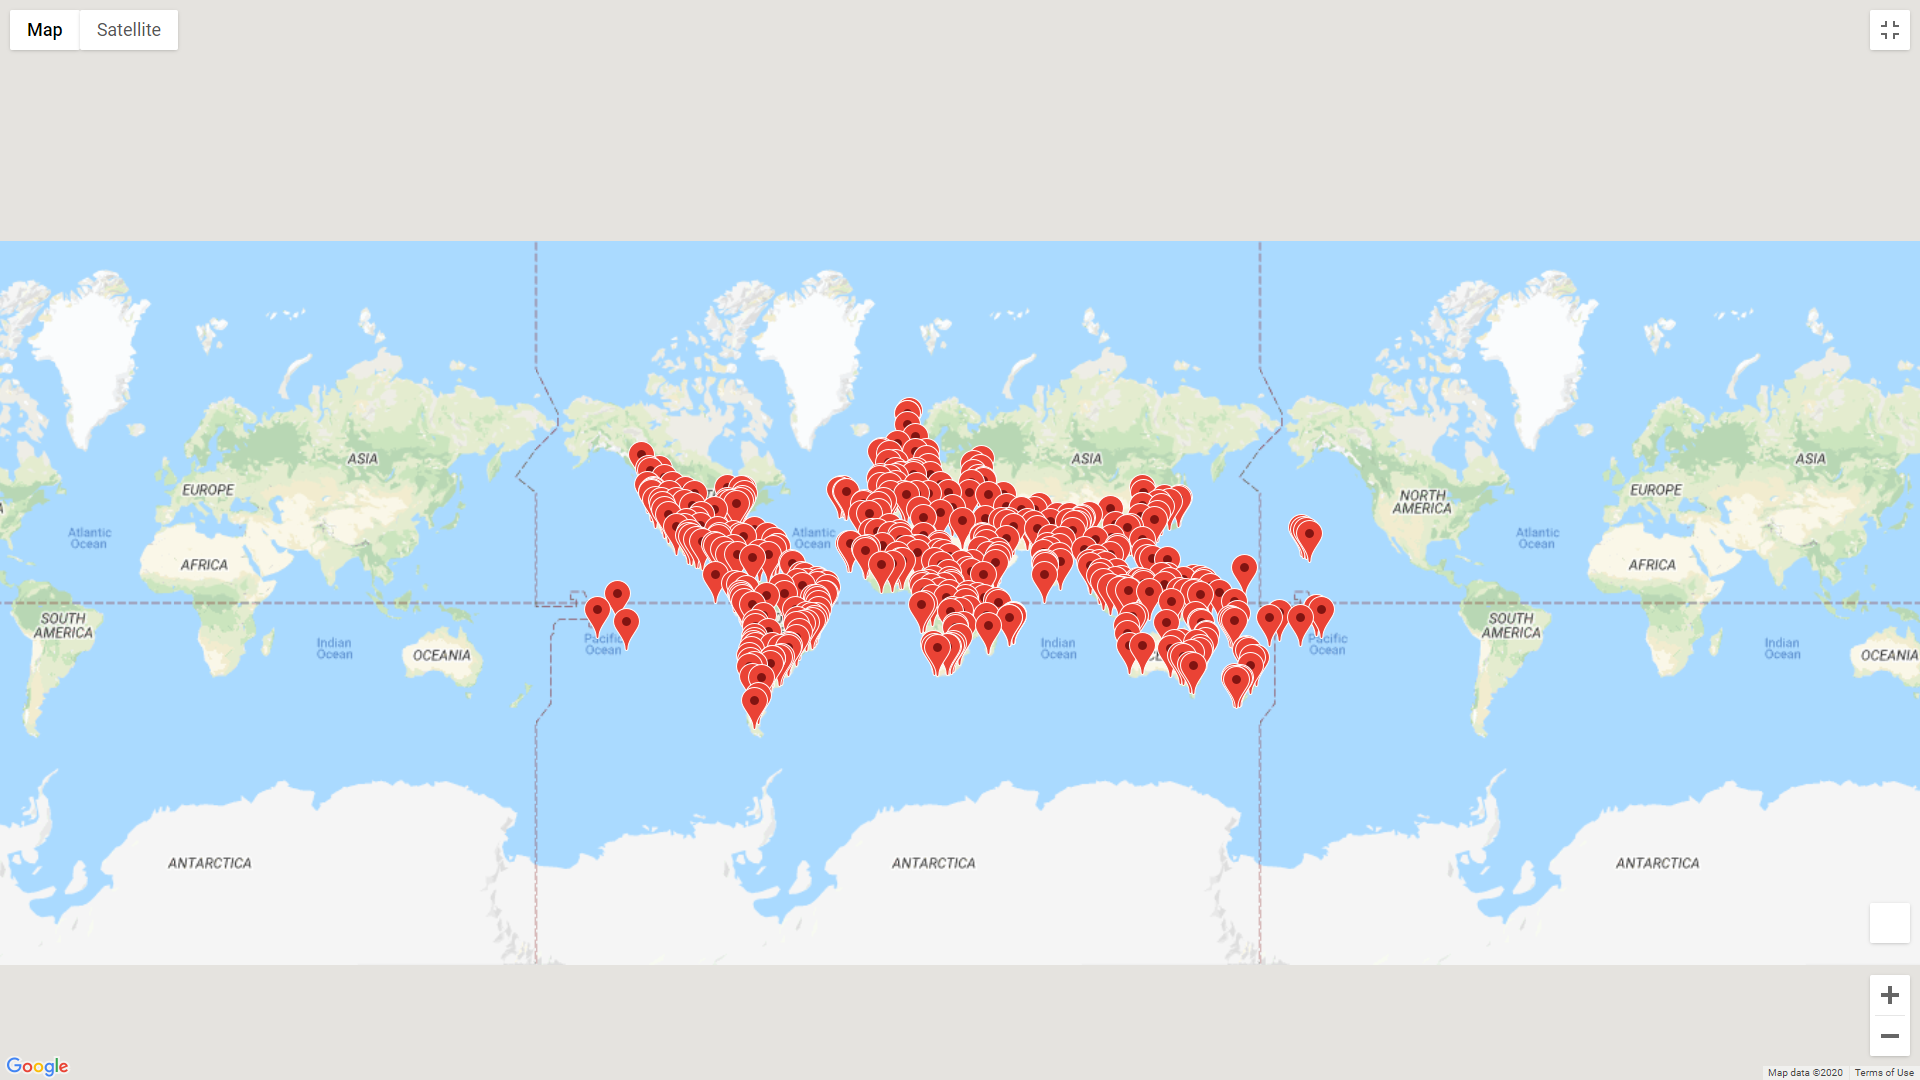 Map
Satellite
ASIA
EUROPE
Atlantic
Ocean
AFRICA
SOUTH
AMERICA
Indian
Ocean
OCEANIA
ANTARCTICA
ASIA
Atlantic
Ocean
Pacific
Ocean
Indian
Ocean
ANTARCTICA
NORTH
AMERICA
Atlantic
Ocean
SOUTH
AMERICA
Pacific
Ocean
ASIA
EUROPE
AFRICA
Indian
Ocean
OCEANIA
ANTARCTICA
Google
Map data ©2020
Terms of Use